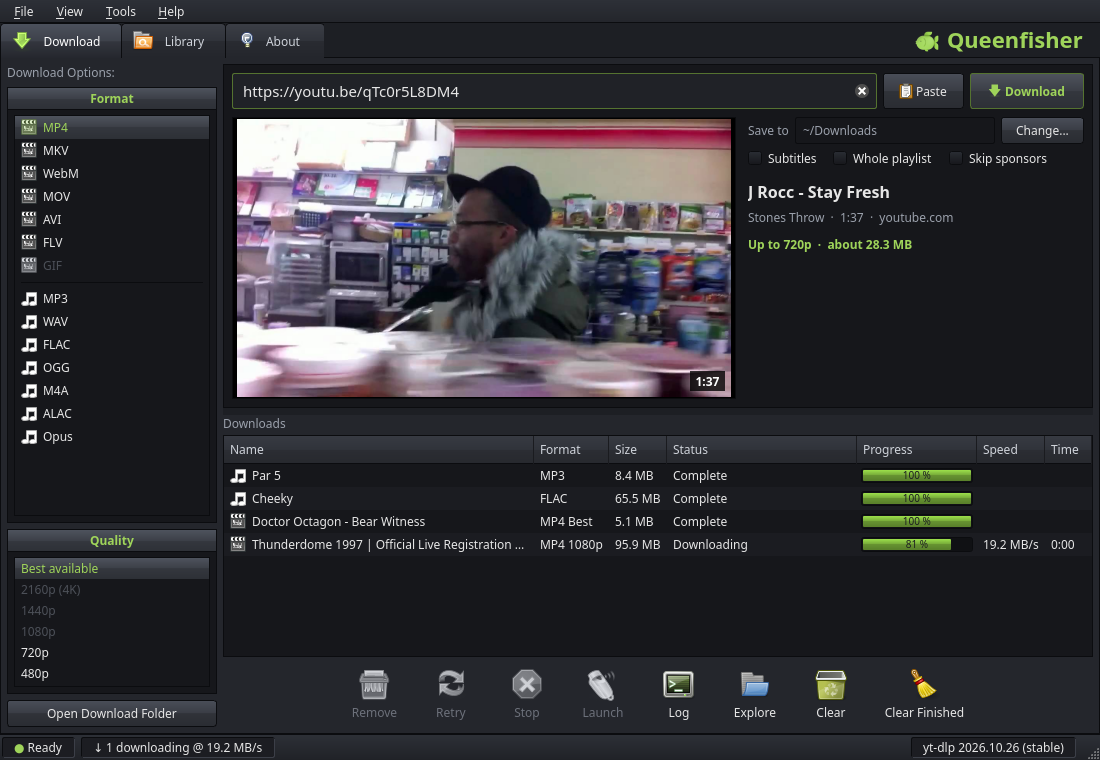 File View Tools Help
Download Library About Queenfisher
Download Options:
Format
MP4
MKV
WebM
MOV
AVI
FLV
GIF
MP3
WAV
FLAC
OGG
M4A
ALAC
Opus
Quality
Best available
2160p (4K)
1440p
1080p
720p
480p
Open Download Folder
https://youtu.be/qTc0r5L8DM4 Paste Download
1:37
Save to ~/Downloads Change...
Subtitles Whole playlist Skip sponsors
J Rocc - Stay Fresh
Stones Throw · 1:37 · youtube.com
Up to 720p · about 28.3 MB
Downloads
Name Format Size Status Progress Speed Time
Par 5 MP3 8.4 MB Complete 100 %
Cheeky FLAC 65.5 MB Complete 100 %
Doctor Octagon - Bear Witness MP4 Best 5.1 MB Complete 100 %
Thunderdome 1997 | Official Live Registration ... MP4 1080p 95.9 MB Downloading 81 % 19.2 MB/s 0:00
Remove Retry Stop Launch Log Explore Clear Clear Finished
Ready ↓ 1 downloading @ 19.2 MB/s yt-dlp 2026.10.26 (stable)